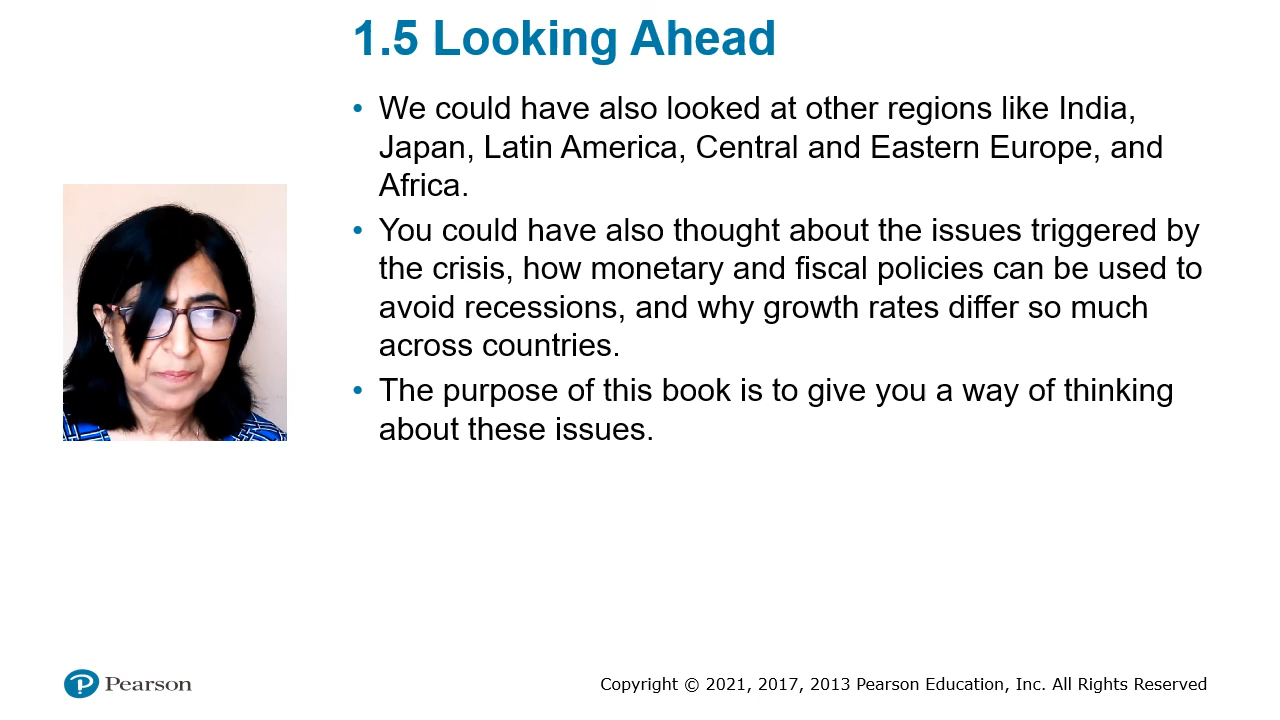 1.5 Looking Ahead
• We could have also looked at other regions like India,
Japan, Latin America, Central and Eastern Europe, and
Africa.
• You could have also thought about the issues triggered by
the crisis, how monetary and fiscal policies can be used to
avoid recessions, and why growth rates differ so much
across countries.
• The purpose of this book is to give you a way of thinking
about these issues.
Pearson
Copyright © 2021, 2017, 2013 Pearson Education, Inc. All Rights Reserved